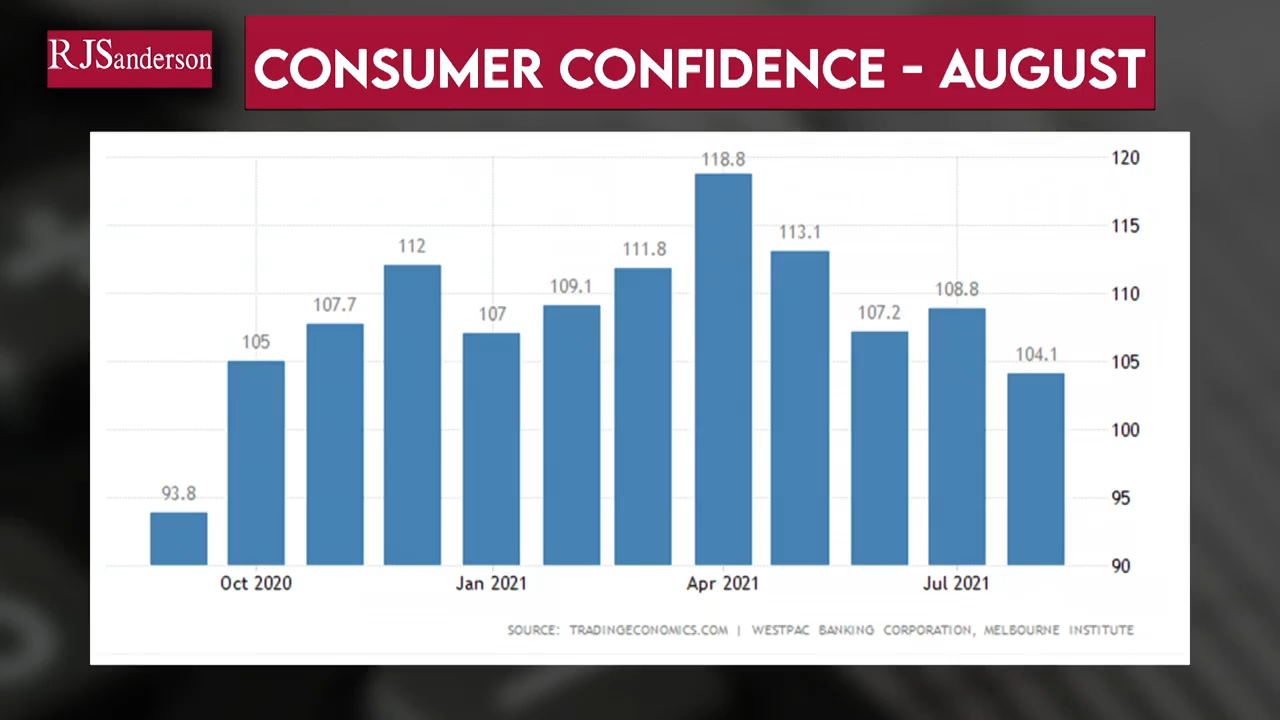 RJSanderson
CONSUMER CONFIDENCE - AUGUST
118.8
120
113.1
115
112
111.8
109.1
108.8
110
107.7
107
107.2
105
104.1
105
100
93.8
95
90
Oct 2020
Jan 2021
Apr 2021
Jul 2021
SOURCE: TRADINGECONOMICS.COM | WESTPAC BANKING CORPORATION, MELBOURNE INSTITUTE